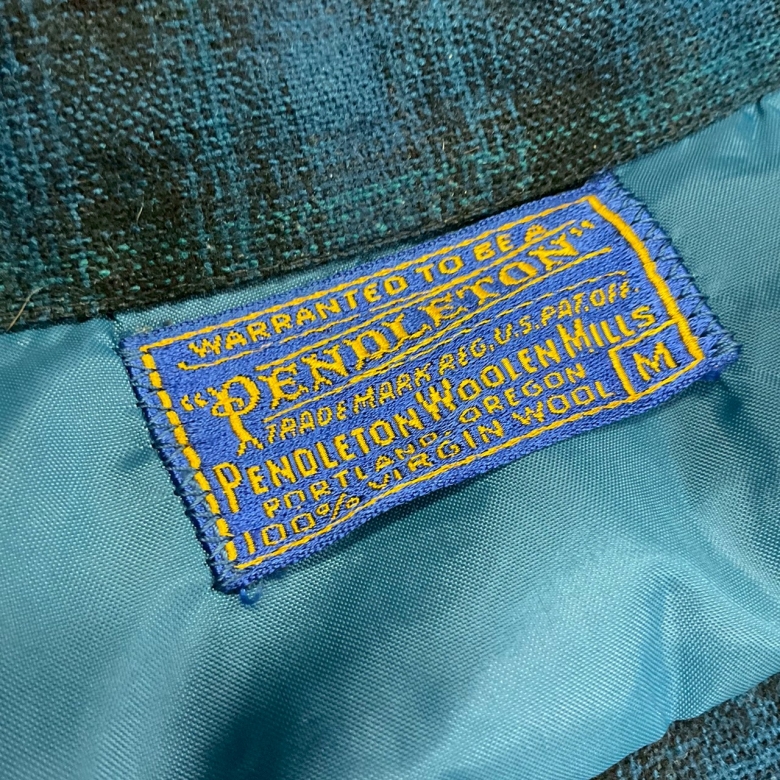 WARRANTED TO BE A
"PENDLETON"
TRADE MARK REG. U.S. PAT. OFF.
PENDLETON WOOLEN MILLS
PORTLAND, OREGON
100% VIRGIN WOOL M